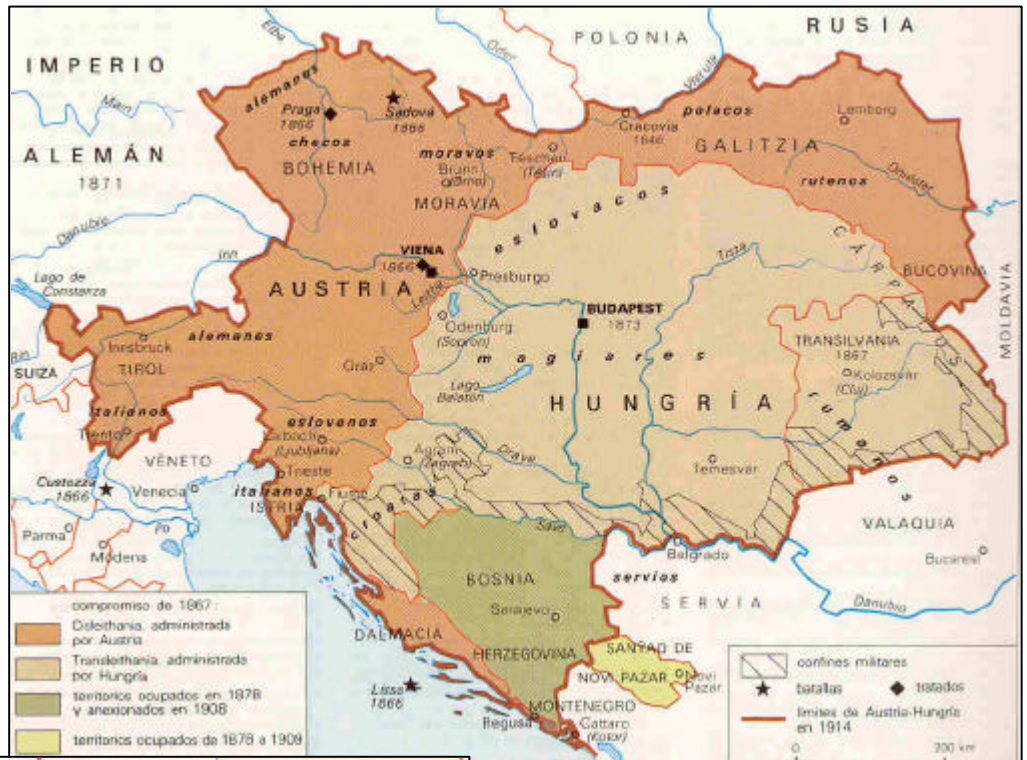 RUSIA
POLONIA
IMPERIO
ALEMÁN
1871
Elba
Oder
Vístula
Main
alemanes
Praga
1866
Sadová
1866
checos
BOHEMIA
moravos
Brünn
(Brno)
MORAVIA
Teschen
(Tesin)
Cracovia
1846
polacos
Lemberg
GALITZIA
rutenos
Dniéster
eslovacos
CÁRPATOS
BUCOVINA
MOLDAVIA
Danubio
Inn
Lago de
Constanza
VIENA
1866
Leitha
Presburgo
Tisza
AUSTRIA
BUDAPEST
1873
Odenburg
(Sopron)
alemanes
Innsbruck
TIROL
Rin
SUIZA
Graz
magiares
Lago
Balatón
HUNGRÍA
TRANSILVANIA
1867
Kolozsvar
(Cluj)
rumanos
italianos
Trento
eslovenos
Laibach
(Ljubljana)
Agram
(Zagreb)
Drave
Temesvar
VÉNETO
Venecia
Trieste
italianos
ISTRIA
Fiume
croatas
Custozza
1866
Po
Parma
Módena
Save
Belgrado
VALAQUIA
Bucarest
servios
SERVIA
Danubio
BOSNIA
Sarajevo
HERZEGOVINA
DALMACIA
SANYAD DE
NOVI PAZAR
Novi
Pazar
MONTENEGRO
Cattaro
(Kotor)
Ragusa
Lissa
1866
compromiso de 1867:
Cisleithania, administrada
por Austria
Transleithania, administrada
por Hungría
territorios ocupados en 1878
y anexionados en 1908
territorios ocupados de 1878 a 1909
confines militares
batallas
tratados
límites de Austria-Hungría
en 1914
0
200 km